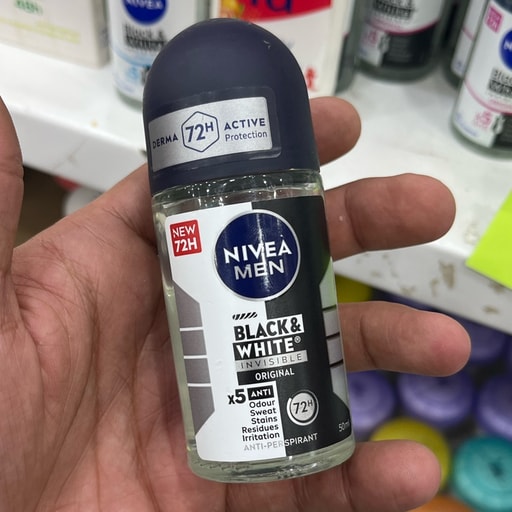 DERMA 72H ACTIVE
Protection
NEW
72H
NIVEA
MEN
BLACK&
WHITE®
INVISIBLE
ORIGINAL
x5 ANTI
Odour
Sweat
Stains
Residues
Irritation
72H
ANTI-PERSPIRANT
50ml